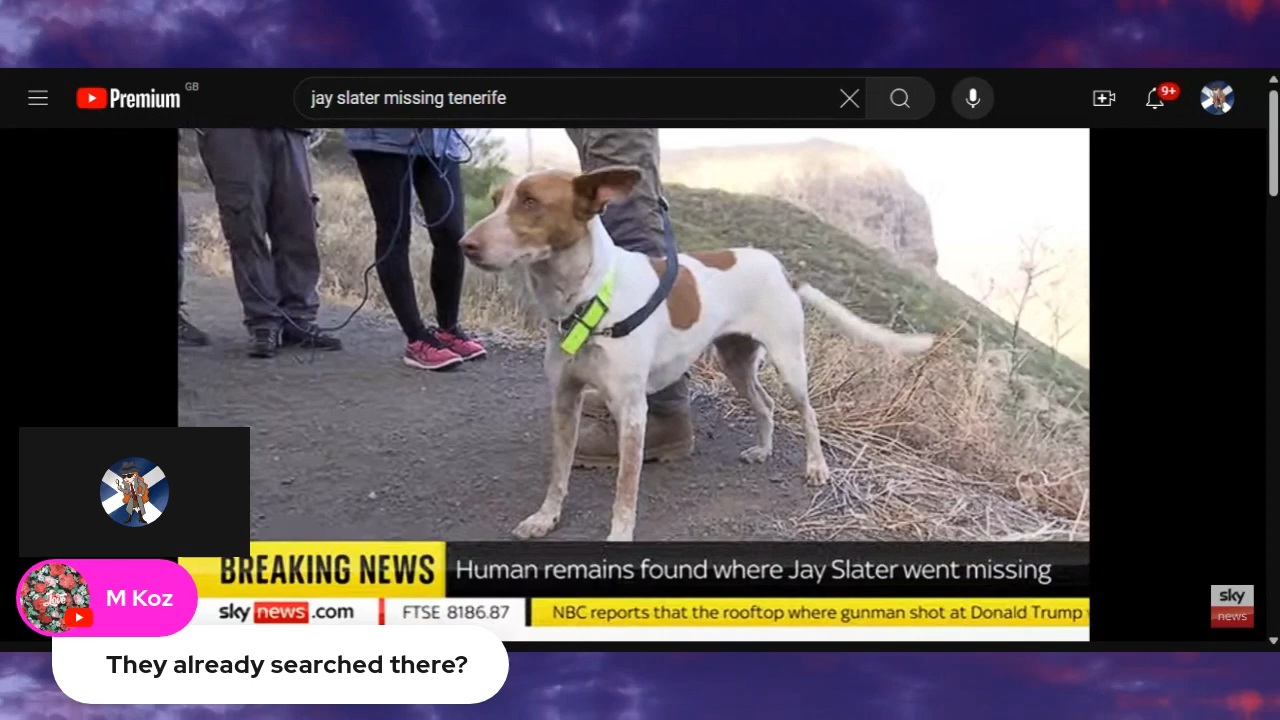 Premium GB
jay slater missing tenerife
9+
BREAKING NEWS
Human remains found where Jay Slater went missing
sky news.com
FTSE 8186.87
NBC reports that the rooftop where gunman shot at Donald Trump
sky
news
M Koz
They already searched there?